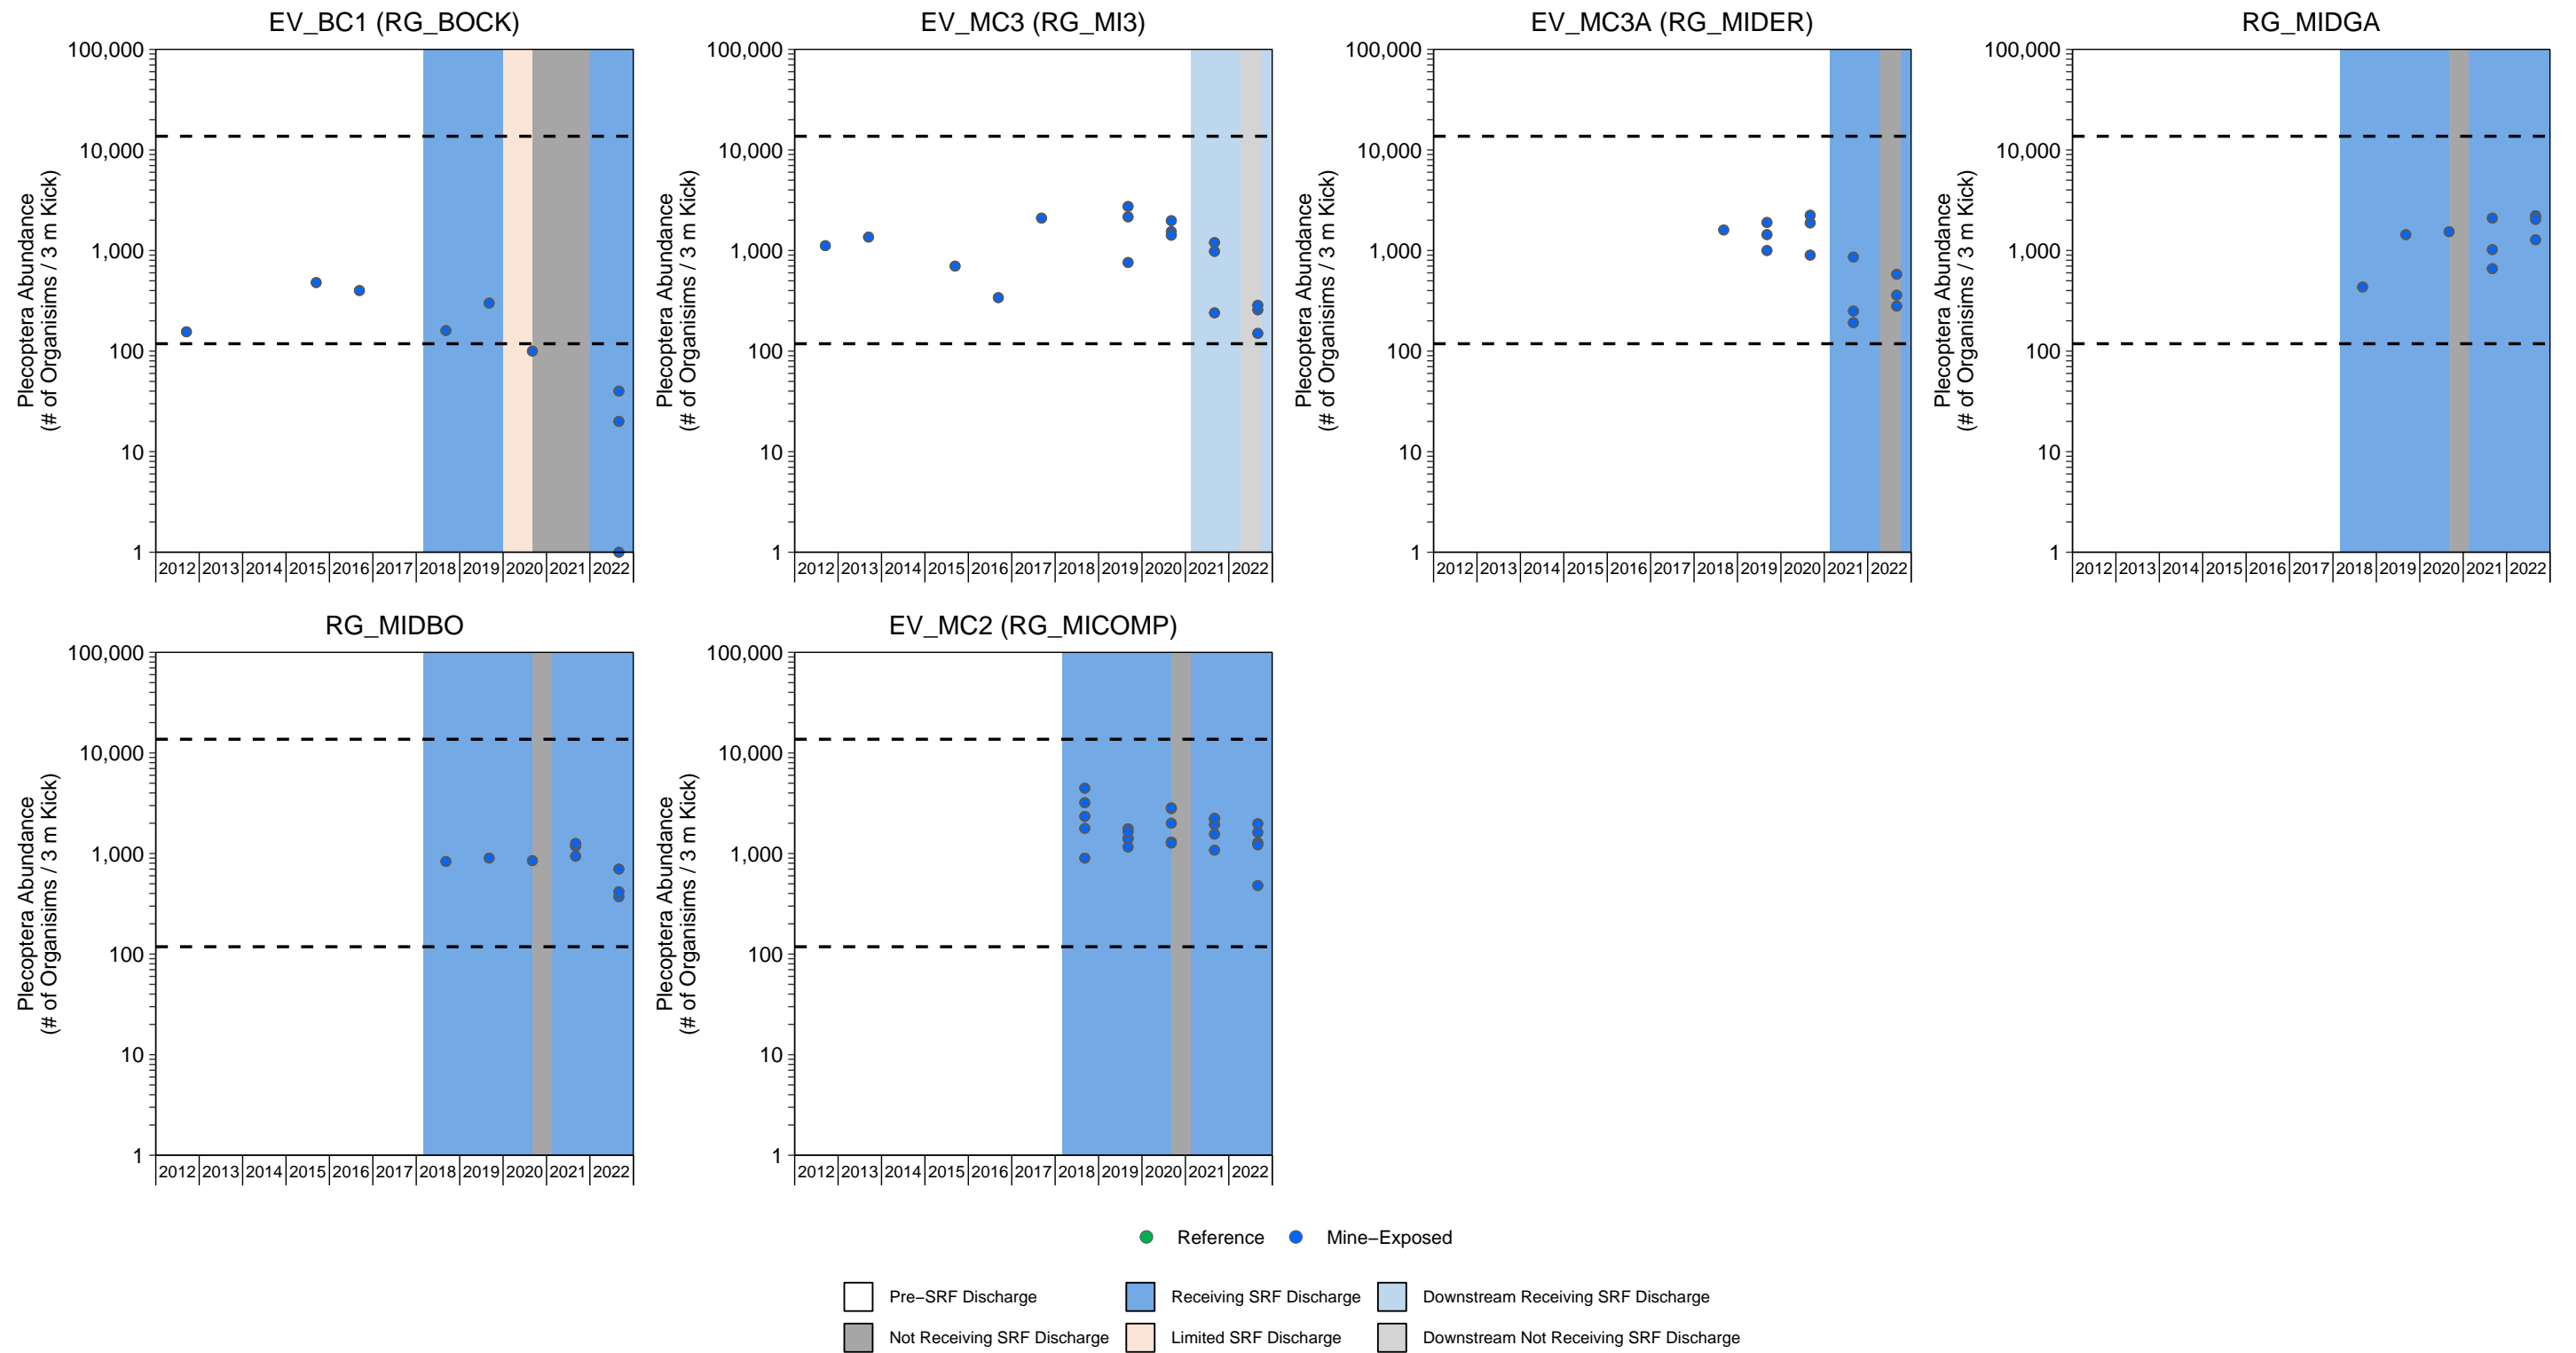 EV_BC1 (RG_BOCK)
Plecoptera Abundance
(# of Organisims / 3 m Kick)
100,000
10,000
1,000
100
10
1
2012 2013 2014 2015 2016 2017 2018 2019 2020 2021 2022
EV_MC3 (RG_MI3)
Plecoptera Abundance
(# of Organisims / 3 m Kick)
100,000
10,000
1,000
100
10
1
2012 2013 2014 2015 2016 2017 2018 2019 2020 2021 2022
EV_MC3A (RG_MIDER)
Plecoptera Abundance
(# of Organisims / 3 m Kick)
100,000
10,000
1,000
100
10
1
2012 2013 2014 2015 2016 2017 2018 2019 2020 2021 2022
RG_MIDGA
Plecoptera Abundance
(# of Organisims / 3 m Kick)
100,000
10,000
1,000
100
10
1
2012 2013 2014 2015 2016 2017 2018 2019 2020 2021 2022
RG_MIDBO
Plecoptera Abundance
(# of Organisims / 3 m Kick)
100,000
10,000
1,000
100
10
1
2012 2013 2014 2015 2016 2017 2018 2019 2020 2021 2022
EV_MC2 (RG_MICOMP)
Plecoptera Abundance
(# of Organisims / 3 m Kick)
100,000
10,000
1,000
100
10
1
2012 2013 2014 2015 2016 2017 2018 2019 2020 2021 2022
Reference Mine−Exposed
Pre−SRF Discharge Receiving SRF Discharge Downstream Receiving SRF Discharge
Not Receiving SRF Discharge Limited SRF Discharge Downstream Not Receiving SRF Discharge